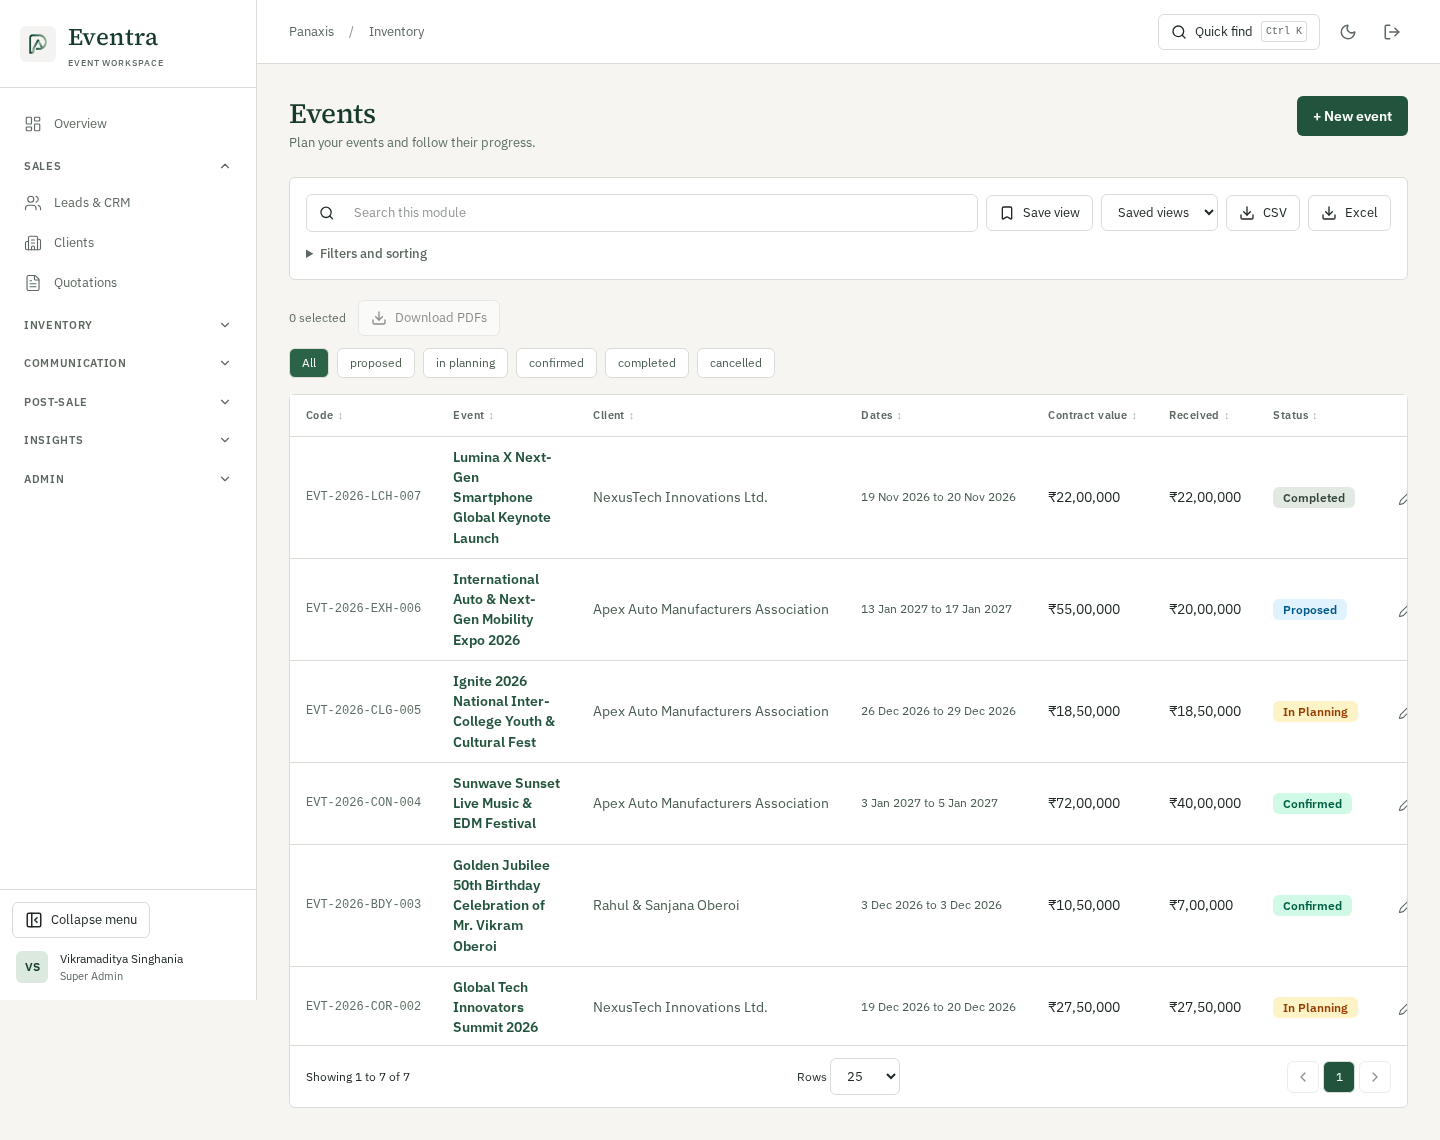 Eventra
EVENT WORKSPACE
Panaxis / Inventory
Quick find Ctrl K
Overview
SALES
Leads & CRM
Clients
Quotations
INVENTORY
COMMUNICATION
POST-SALE
INSIGHTS
ADMIN
Collapse menu
VS
Vikramaditya Singhania
Super Admin
Events
Plan your events and follow their progress.
+ New event
Search this module
Save view
Saved views
CSV
Excel
Filters and sorting
0 selected
Download PDFs
All
proposed
in planning
confirmed
completed
cancelled
Code ↕ Event ↕ Client ↕ Dates ↕ Contract value ↕ Received ↕ Status ↕
EVT-2026-LCH-007
Lumina X Next-
Gen
Smartphone
Global Keynote
Launch
NexusTech Innovations Ltd.
19 Nov 2026 to 20 Nov 2026
₹22,00,000
₹22,00,000
Completed
EVT-2026-EXH-006
International
Auto & Next-
Gen Mobility
Expo 2026
Apex Auto Manufacturers Association
13 Jan 2027 to 17 Jan 2027
₹55,00,000
₹20,00,000
Proposed
EVT-2026-CLG-005
Ignite 2026
National Inter-
College Youth &
Cultural Fest
Apex Auto Manufacturers Association
26 Dec 2026 to 29 Dec 2026
₹18,50,000
₹18,50,000
In Planning
EVT-2026-CON-004
Sunwave Sunset
Live Music &
EDM Festival
Apex Auto Manufacturers Association
3 Jan 2027 to 5 Jan 2027
₹72,00,000
₹40,00,000
Confirmed
EVT-2026-BDY-003
Golden Jubilee
50th Birthday
Celebration of
Mr. Vikram
Oberoi
Rahul & Sanjana Oberoi
3 Dec 2026 to 3 Dec 2026
₹10,50,000
₹7,00,000
Confirmed
EVT-2026-COR-002
Global Tech
Innovators
Summit 2026
NexusTech Innovations Ltd.
19 Dec 2026 to 20 Dec 2026
₹27,50,000
₹27,50,000
In Planning
Showing 1 to 7 of 7
Rows 25
1